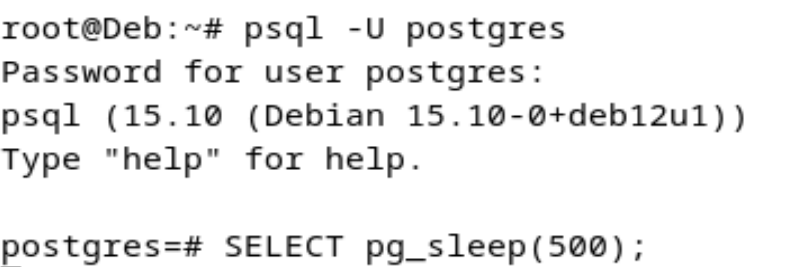 root@Deb:~# psql -U postgres
Password for user postgres:
psql (15.10 (Debian 15.10-0+deb12u1))
Type "help" for help.
postgres=# SELECT pg_sleep(500);